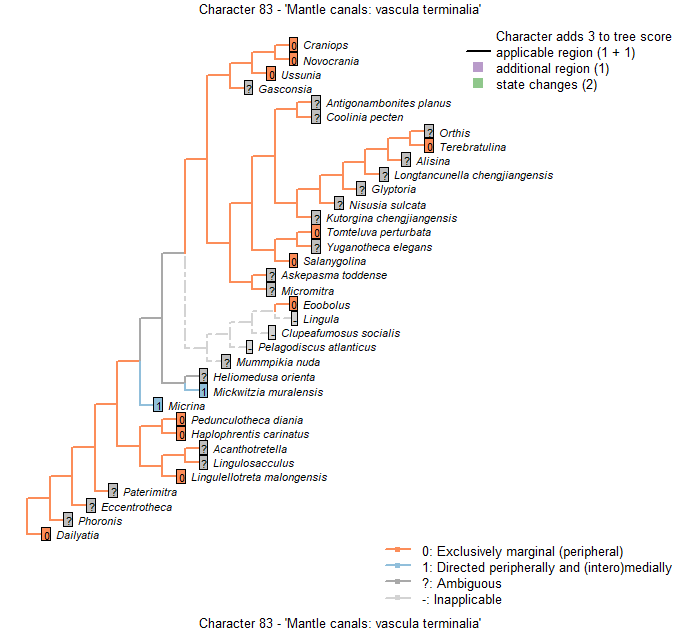 Character 83 - 'Mantle canals: vascula terminalia'
Character adds 3 to tree score
applicable region (1 + 1)
additional region (1)
state changes (2)
0 Craniops
0 Novocrania
0 Ussunia
? Gasconsia
? Antigonambonites planus
? Coolinia pecten
? Orthis
0 Terebratulina
? Alisina
? Longtancunella chengjiangensis
? Glyptoria
? Nisusia sulcata
? Kutorgina chengjiangensis
0 Tomteluva perturbata
? Yuganotheca elegans
0 Salanygolina
? Askepasma toddense
? Micromitra
0 Eoobolus
- Lingula
- Clupeafumosus socialis
- Pelagodiscus atlanticus
? Mummpikia nuda
? Heliomedusa orienta
1 Mickwitzia muralensis
1 Micrina
0 Pedunculotheca diania
0 Haplophrentis carinatus
? Acanthotretella
? Lingulosacculus
0 Lingulellotreta malongensis
? Paterimitra
? Eccentrotheca
? Phoronis
0 Dailyatia
0: Exclusively marginal (peripheral)
1: Directed peripherally and (intero)medially
?: Ambiguous
-: Inapplicable
Character 83 - 'Mantle canals: vascula terminalia'